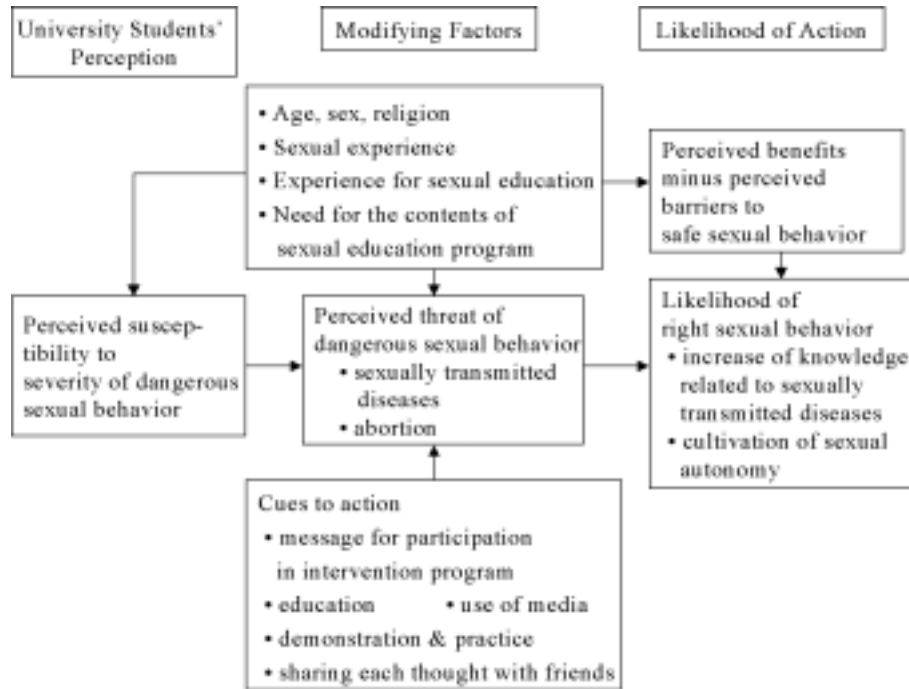 University Students'
Perception
Modifying Factors
Likelihood of Action
• Age, sex, religion
• Sexual experience
• Experience for sexual education
• Need for the contents of
sexual education program
Perceived benefits
minus perceived
barriers to
safe sexual behavior
Perceived suscep-
tibility to
severity of dangerous
sexual behavior
Perceived threat of
dangerous sexual behavior
• sexually transmitted
diseases
• abortion
Likelihood of
right sexual behavior
• increase of knowledge
related to sexually
transmitted diseases
• cultivation of sexual
autonomy
Cues to action
• message for participation
in intervention program
• education • use of media
• demonstration & practice
• sharing each thought with friends